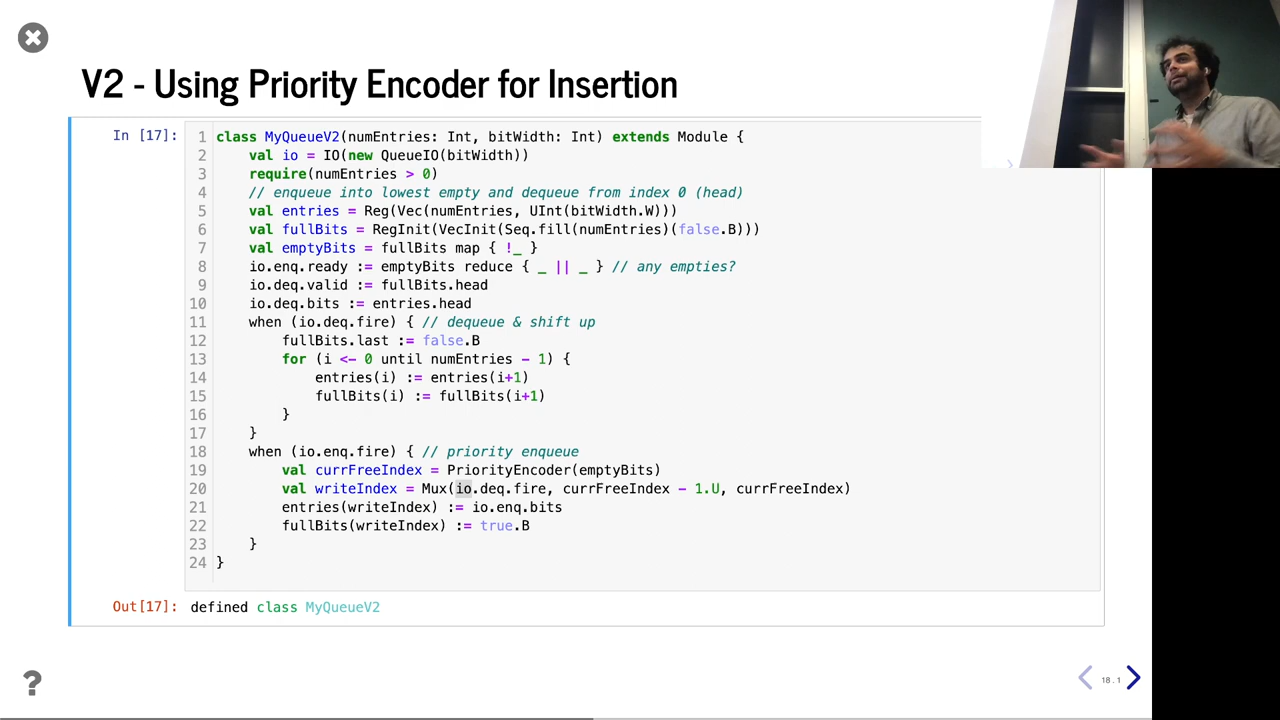 V2 - Using Priority Encoder for Insertion
In [17]:
1 class MyQueueV2(numEntries: Int, bitWidth: Int) extends Module {
2     val io = IO(new QueueIO(bitWidth))
3     require(numEntries > 0)
4     // enqueue into lowest empty and dequeue from index 0 (head)
5     val entries = Reg(Vec(numEntries, UInt(bitWidth.W)))
6     val fullBits = RegInit(VecInit(Seq.fill(numEntries)(false.B)))
7     val emptyBits = fullBits map { !_ }
8     io.enq.ready := emptyBits reduce { _ || _ } // any empties?
9     io.deq.valid := fullBits.head
10     io.deq.bits := entries.head
11     when (io.deq.fire) { // dequeue & shift up
12         fullBits.last := false.B
13         for (i <- 0 until numEntries - 1) {
14             entries(i) := entries(i+1)
15             fullBits(i) := fullBits(i+1)
16         }
17     }
18     when (io.enq.fire) { // priority enqueue
19         val currFreeIndex = PriorityEncoder(emptyBits)
20         val writeIndex = Mux(io.deq.fire, currFreeIndex - 1.U, currFreeIndex)
21         entries(writeIndex) := io.enq.bits
22         fullBits(writeIndex) := true.B
23     }
24 }
Out[17]: defined class MyQueueV2
?
18.1